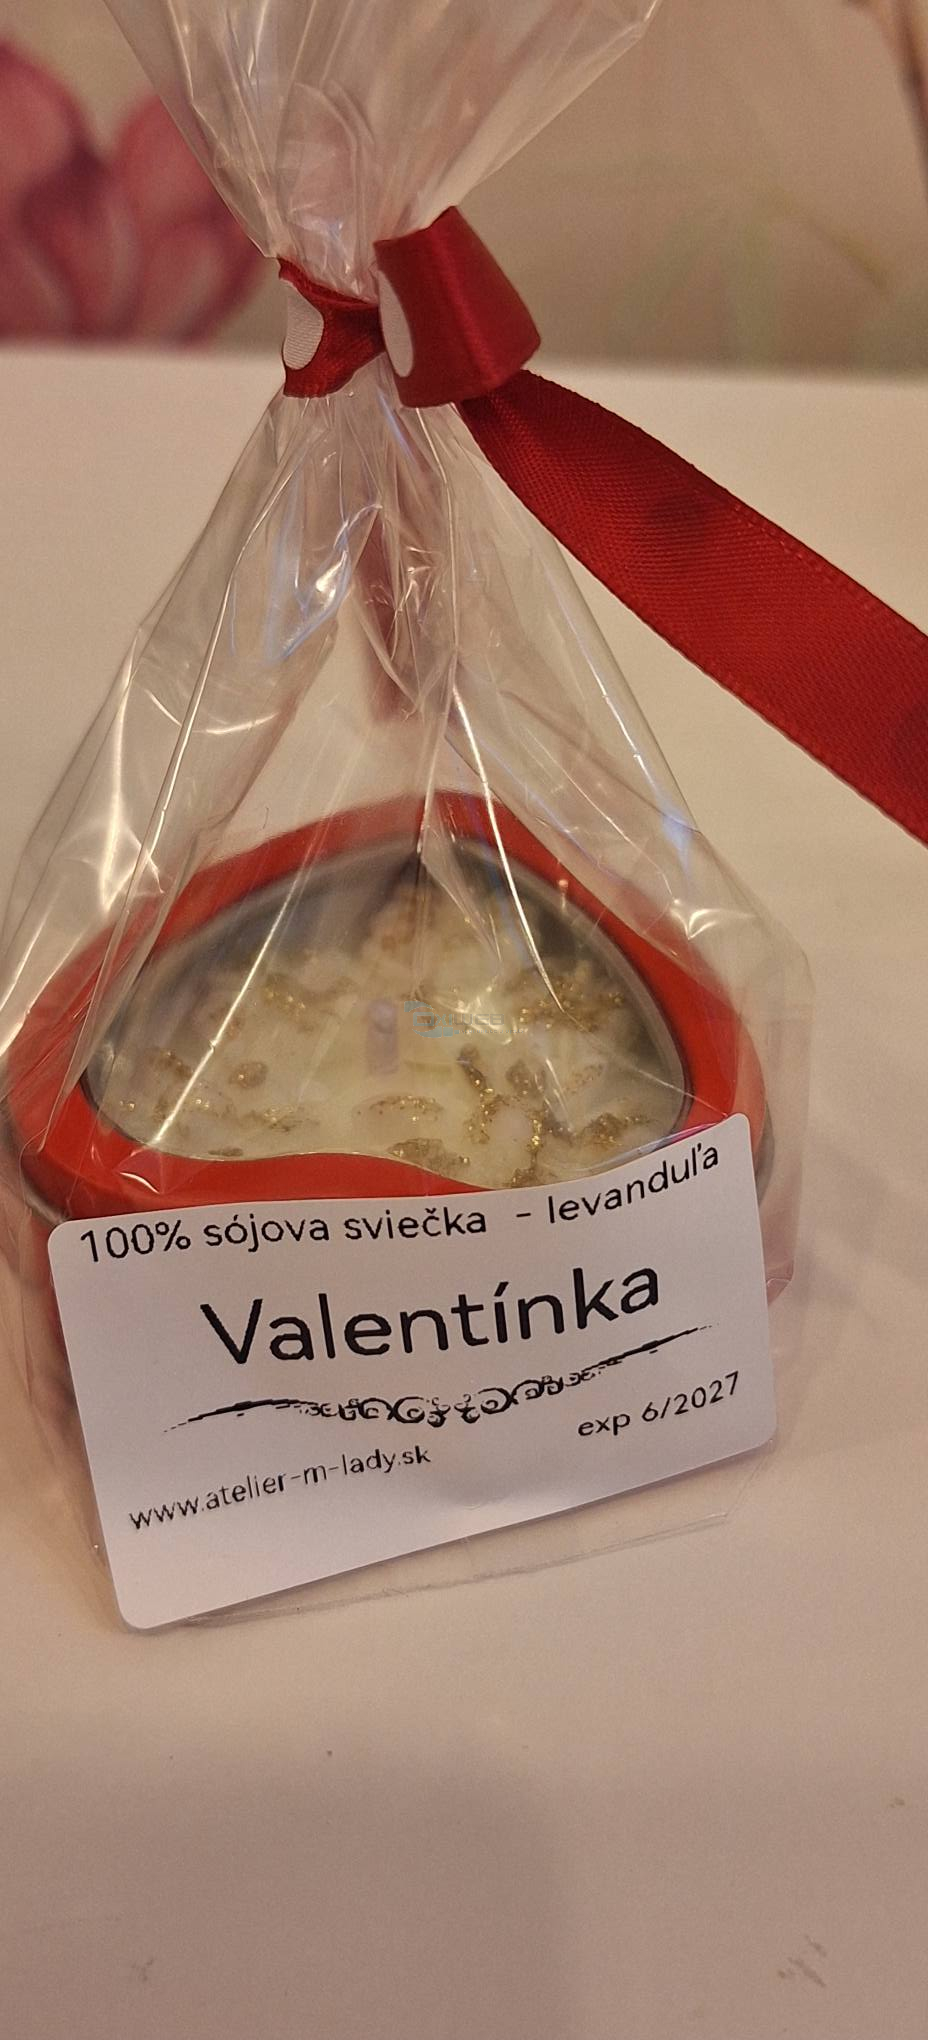 100% sójova sviečka - levanduľa
Valentínka
exp 6/2027
www.atelier-m-lady.sk